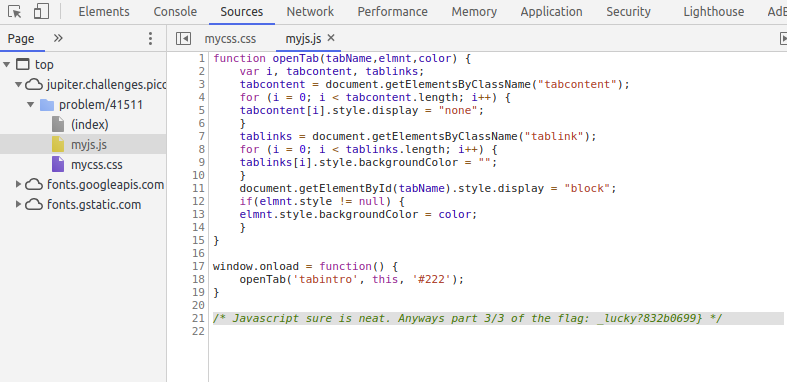 Elements Console Sources Network Performance Memory Application Security Lighthouse AdB
Page » mycss.css myjs.js ×
top
jupiter.challenges.picc
problem/41511
(index)
myjs.js
mycss.css
fonts.googleapis.com
fonts.gstatic.com
1 function openTab(tabName,elmnt,color) {
2 var i, tabcontent, tablinks;
3 tabcontent = document.getElementsByClassName("tabcontent");
4 for (i = 0; i < tabcontent.length; i++) {
5 tabcontent[i].style.display = "none";
6 }
7 tablinks = document.getElementsByClassName("tablink");
8 for (i = 0; i < tablinks.length; i++) {
9 tablinks[i].style.backgroundColor = "";
10 }
11 document.getElementById(tabName).style.display = "block";
12 if(elmnt.style != null) {
13 elmnt.style.backgroundColor = color;
14 }
15 }
16
17 window.onload = function() {
18 openTab('tabintro', this, '#222');
19 }
20
21 /* Javascript sure is neat. Anyways part 3/3 of the flag: _lucky?832b0699} */
22